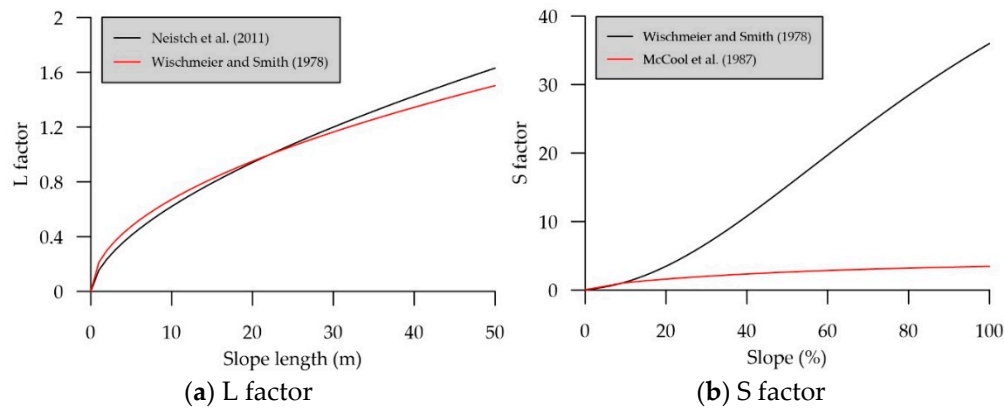 Neistch et al. (2011)
Wischmeier and Smith (1978)
2
1.6
1.2
0.8
0.4
0
L factor
0 10 20 30 40 50
Slope length (m)
(a) L factor
Wischmeier and Smith (1978)
McCool et al. (1987)
40
30
20
10
0
S factor
0 20 40 60 80 100
Slope (%)
(b) S factor